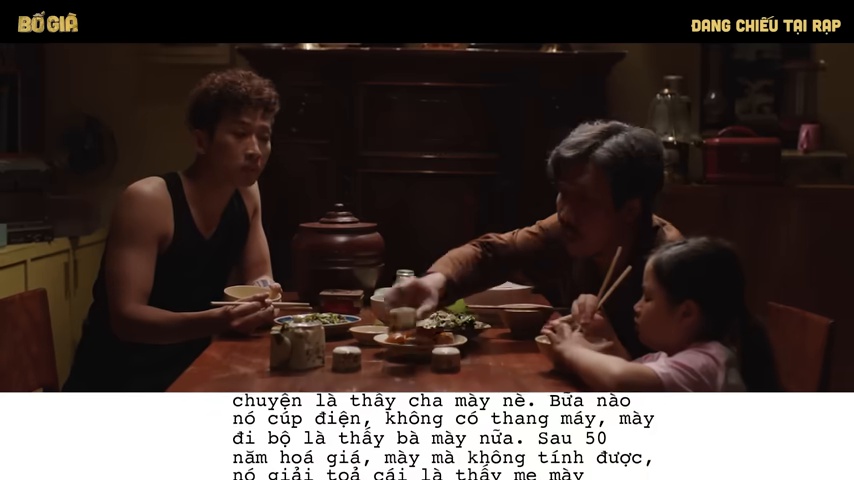 BỐ GIÀ
ĐANG CHIẾU TẠI RẠP
chuyện là thấy cha mày nè. Bữa nào
nó cúp điện, không có thang máy, mày
đi bộ là thấy bà mày nữa. Sau 50
năm hoá giá, mày mà không tính được,
nó giải toả cái là thấy mẹ mày